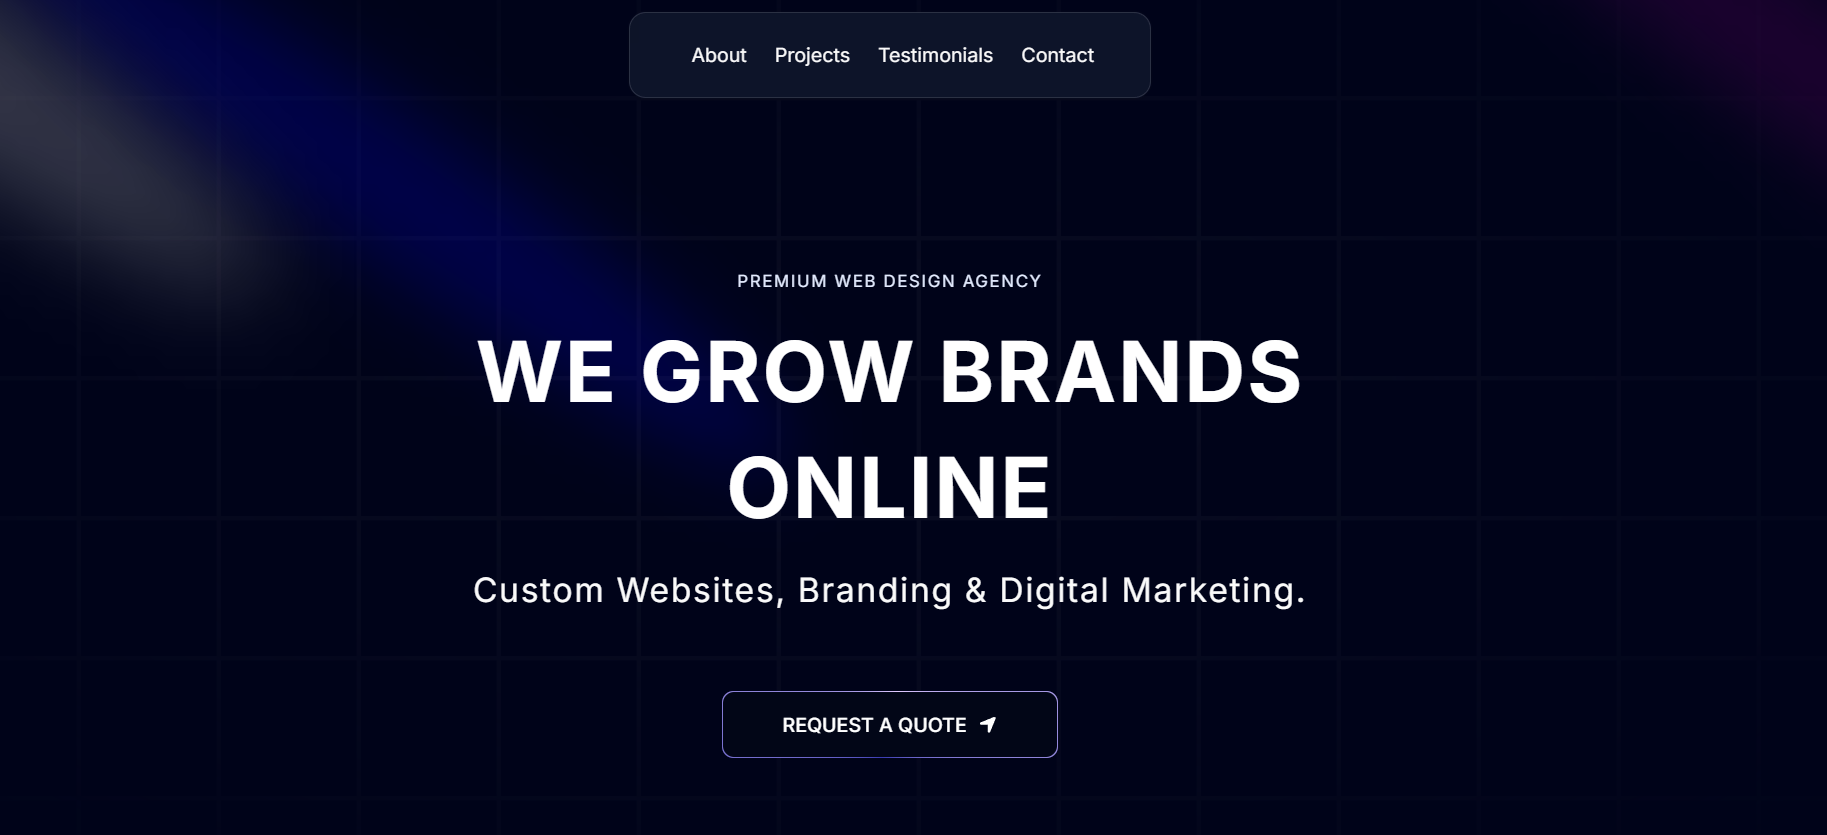 About Projects Testimonials Contact
PREMIUM WEB DESIGN AGENCY
WE GROW BRANDS
ONLINE
Custom Websites, Branding & Digital Marketing.
REQUEST A QUOTE